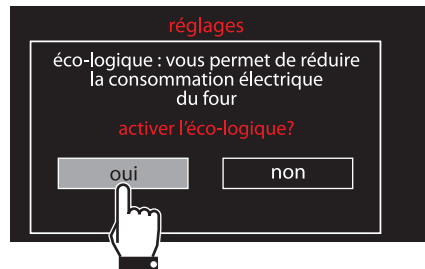 réglages
éco-logique : vous permet de réduire
la consommation électrique
du four
activer l'éco-logique?
oui
non